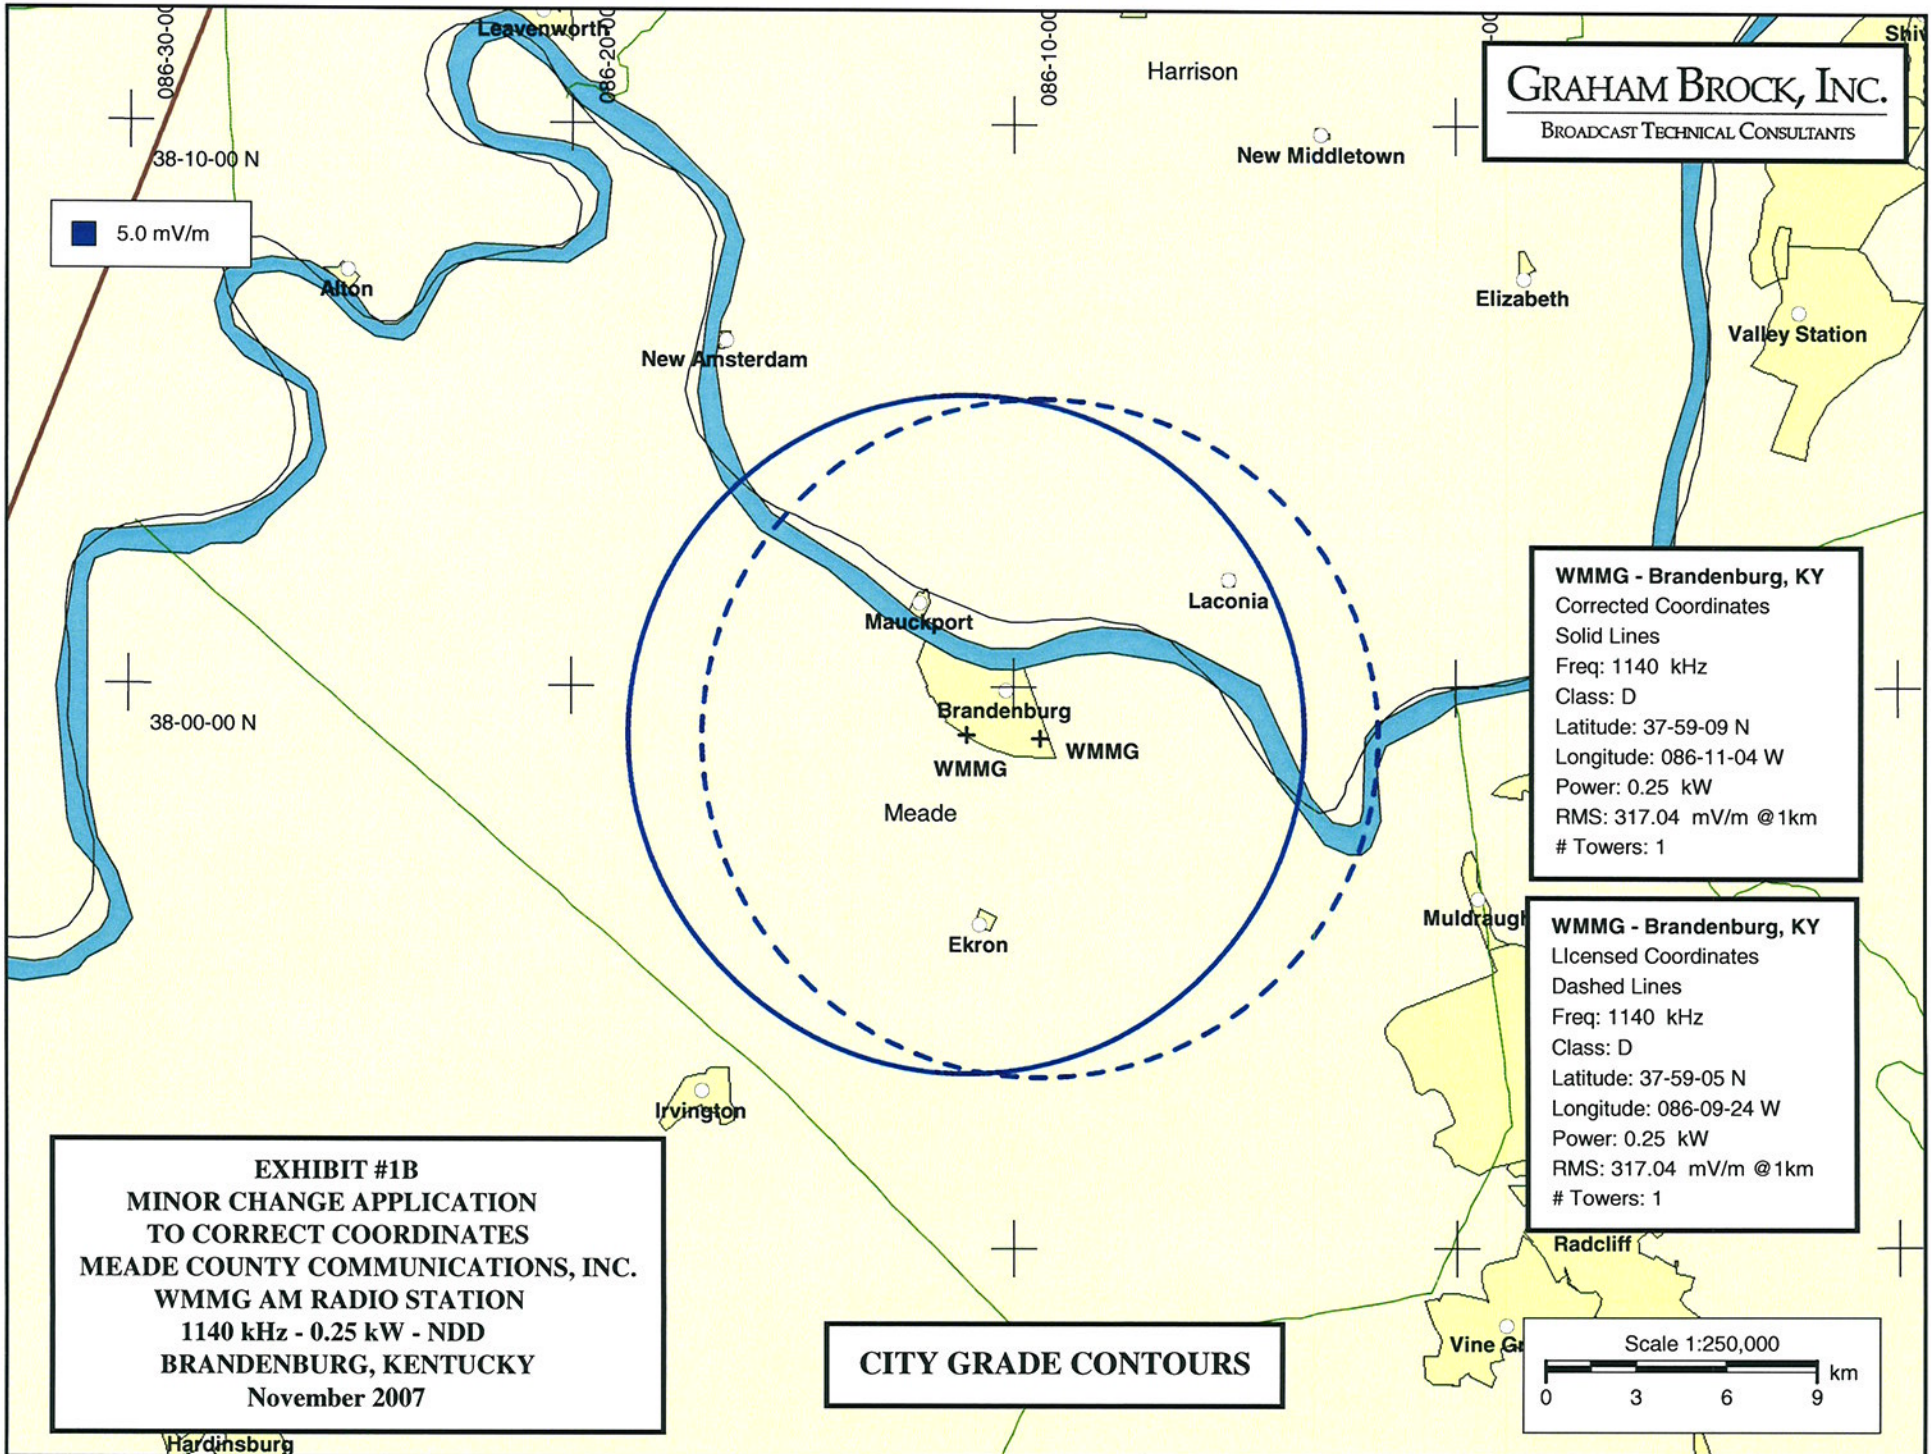 086-30-00
Leavenworth
086-20-00
086-10-00
Harrison
GRAHAM BROCK, INC.
BROADCAST TECHNICAL CONSULTANTS
New Middletown
38-10-00 N
5.0 mV/m
Alton
New Amsterdam
Elizabeth
Valley Station
Laconia
Mauckport
38-00-00 N
Brandenburg
WMMG
WMMG
Meade
Ekron
Muldraugh
Irvington
WMMG - Brandenburg, KY
Corrected Coordinates
Solid Lines
Freq: 1140 kHz
Class: D
Latitude: 37-59-09 N
Longitude: 086-11-04 W
Power: 0.25 kW
RMS: 317.04 mV/m @1km
# Towers: 1
WMMG - Brandenburg, KY
LIcensed Coordinates
Dashed Lines
Freq: 1140 kHz
Class: D
Latitude: 37-59-05 N
Longitude: 086-09-24 W
Power: 0.25 kW
RMS: 317.04 mV/m @1km
# Towers: 1
EXHIBIT #1B
MINOR CHANGE APPLICATION
TO CORRECT COORDINATES
MEADE COUNTY COMMUNICATIONS, INC.
WMMG AM RADIO STATION
1140 kHz - 0.25 kW - NDD
BRANDENBURG, KENTUCKY
November 2007
Hardinsburg
CITY GRADE CONTOURS
Radcliff
Vine Gr
Scale 1:250,000
km
0 3 6 9